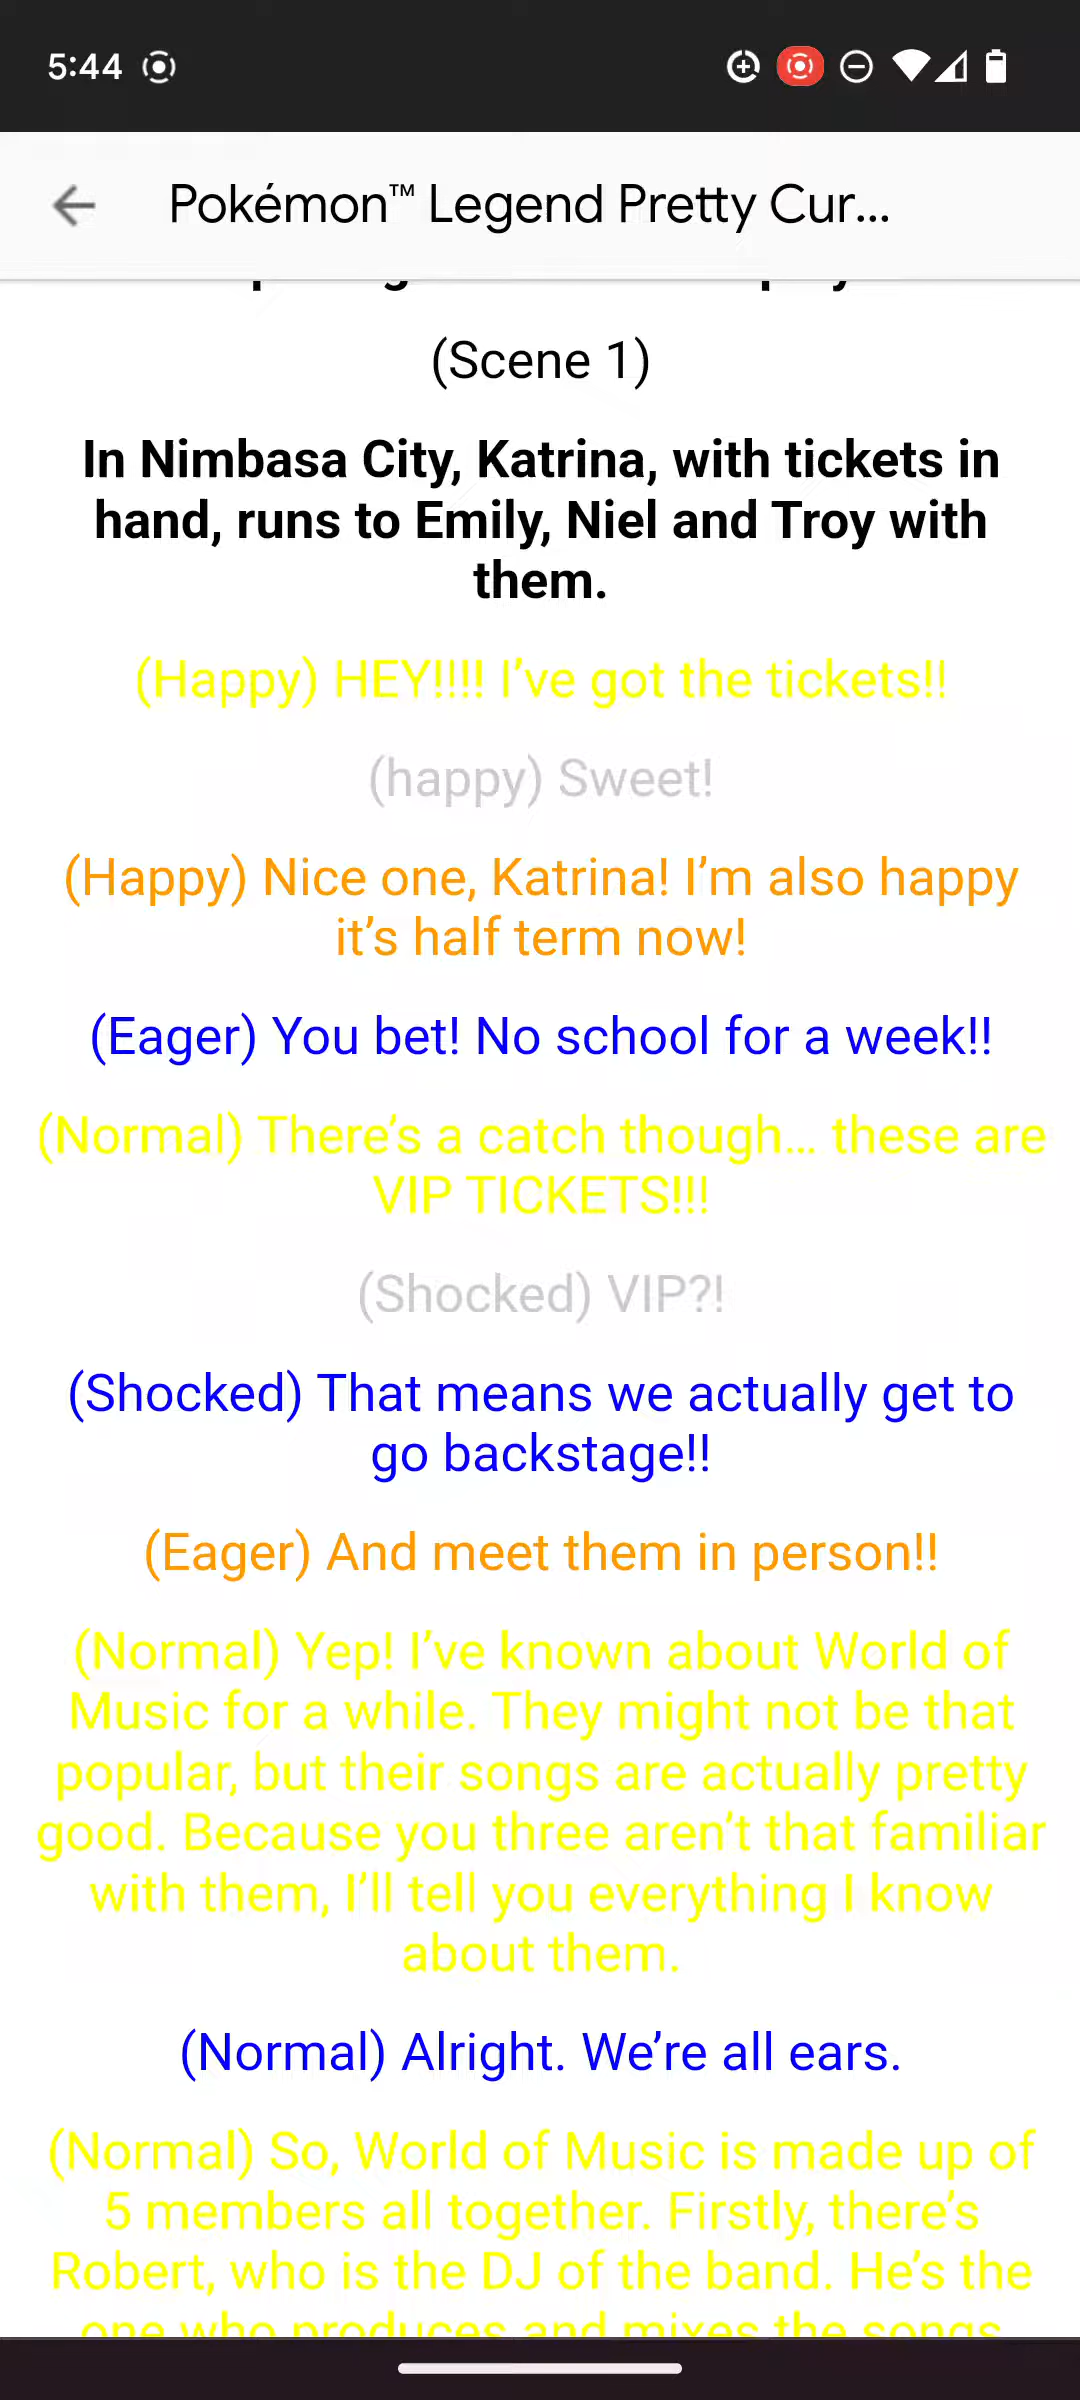 5:44
Pokémon™ Legend Pretty Cur...
(Scene 1)
In Nimbasa City, Katrina, with tickets in
hand, runs to Emily, Niel and Troy with
them.
(Happy) HEY!!!! I’ve got the tickets!!
(happy) Sweet!
(Happy) Nice one, Katrina! I’m also happy
it’s half term now!
(Eager) You bet! No school for a week!!
(Normal) There’s a catch though… these are
VIP TICKETS!!!
(Shocked) VIP?!
(Shocked) That means we actually get to
go backstage!!
(Eager) And meet them in person!!
(Normal) Yep! I’ve known about World of
Music for a while. They might not be that
popular, but their songs are actually pretty
good. Because you three aren’t that familiar
with them, I’ll tell you everything I know
about them.
(Normal) Alright. We’re all ears.
(Normal) So, World of Music is made up of
5 members all together. Firstly, there’s
Robert, who is the DJ of the band. He’s the
one who produces and mixes the songs